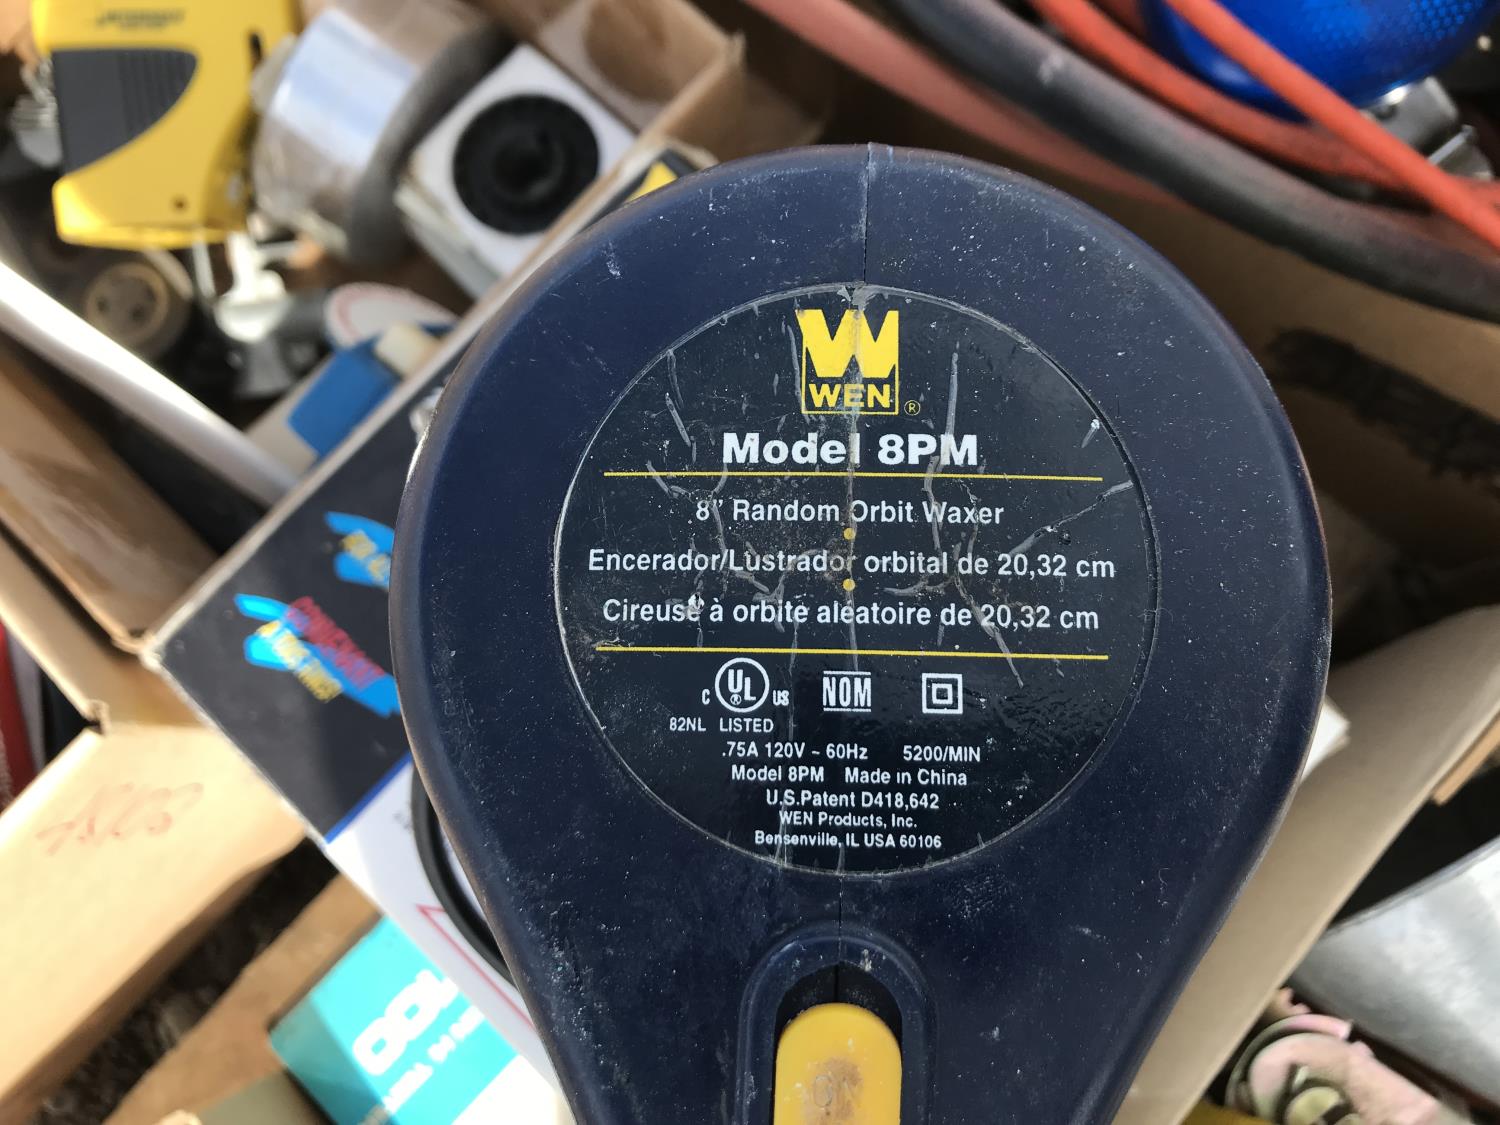 WEN ®
Model 8PM
8" Random Orbit Waxer
Encerador/Lustrador orbital de 20,32 cm
Cireuse à orbite aléatoire de 20,32 cm
C UL ® US
NOM
82NL LISTED
.75A 120V ~ 60Hz 5200/MIN
Model 8PM Made in China
U.S.Patent D418,642
WEN Products, Inc.
Bensenville, IL USA 60106
ON